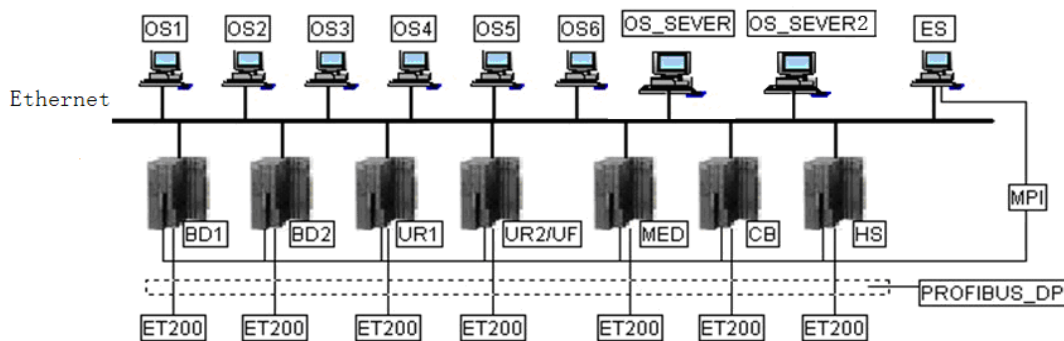 OS1 OS2 OS3 OS4 OS5 OS6 OS_SEVER OS_SEVER2 ES
Ethernet
MPI
BD1 BD2 UR1 UR2/UF MED CB HS
PROFIBUS_DP
ET200 ET200 ET200 ET200 ET200 ET200 ET200